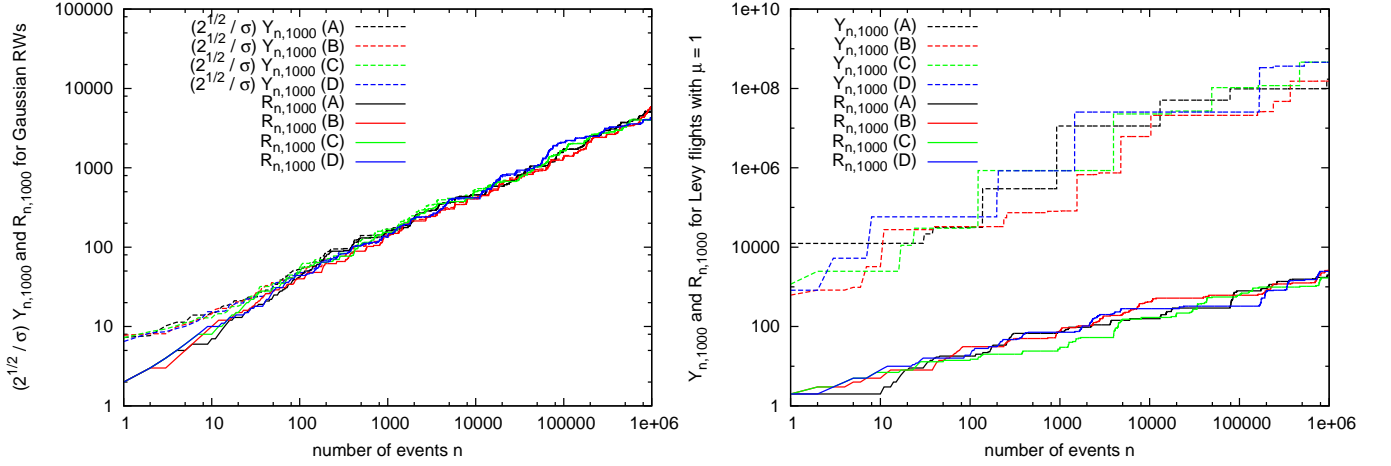 (2^{1/2} / σ) Y_{n,1000} and R_{n,1000} for Gaussian RWs
100000
10000
1000
100
10
1
(2^{1/2} / σ) Y_{n,1000} (A)
(2^{1/2} / σ) Y_{n,1000} (B)
(2^{1/2} / σ) Y_{n,1000} (C)
(2^{1/2} / σ) Y_{n,1000} (D)
R_{n,1000} (A)
R_{n,1000} (B)
R_{n,1000} (C)
R_{n,1000} (D)
1 10 100 1000 10000 100000 1e+06
number of events n
Y_{n,1000} and R_{n,1000} for Levy flights with μ = 1
1e+10
1e+08
1e+06
10000
100
1
Y_{n,1000} (A)
Y_{n,1000} (B)
Y_{n,1000} (C)
Y_{n,1000} (D)
R_{n,1000} (A)
R_{n,1000} (B)
R_{n,1000} (C)
R_{n,1000} (D)
1 10 100 1000 10000 100000 1e+06
number of events n